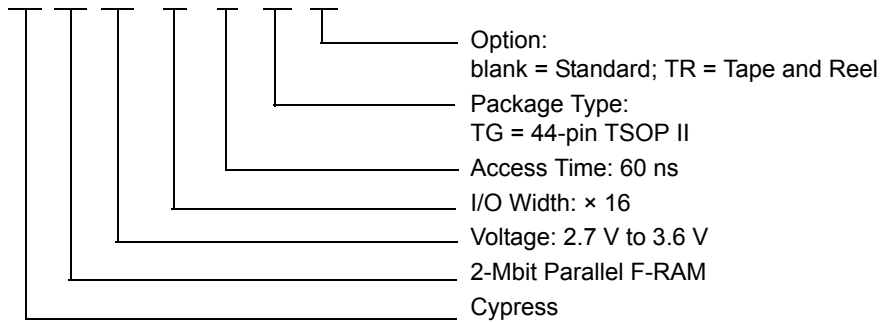 Option:
blank = Standard; TR = Tape and Reel
Package Type:
TG = 44-pin TSOP II
Access Time: 60 ns
I/O Width: × 16
Voltage: 2.7 V to 3.6 V
2-Mbit Parallel F-RAM
Cypress